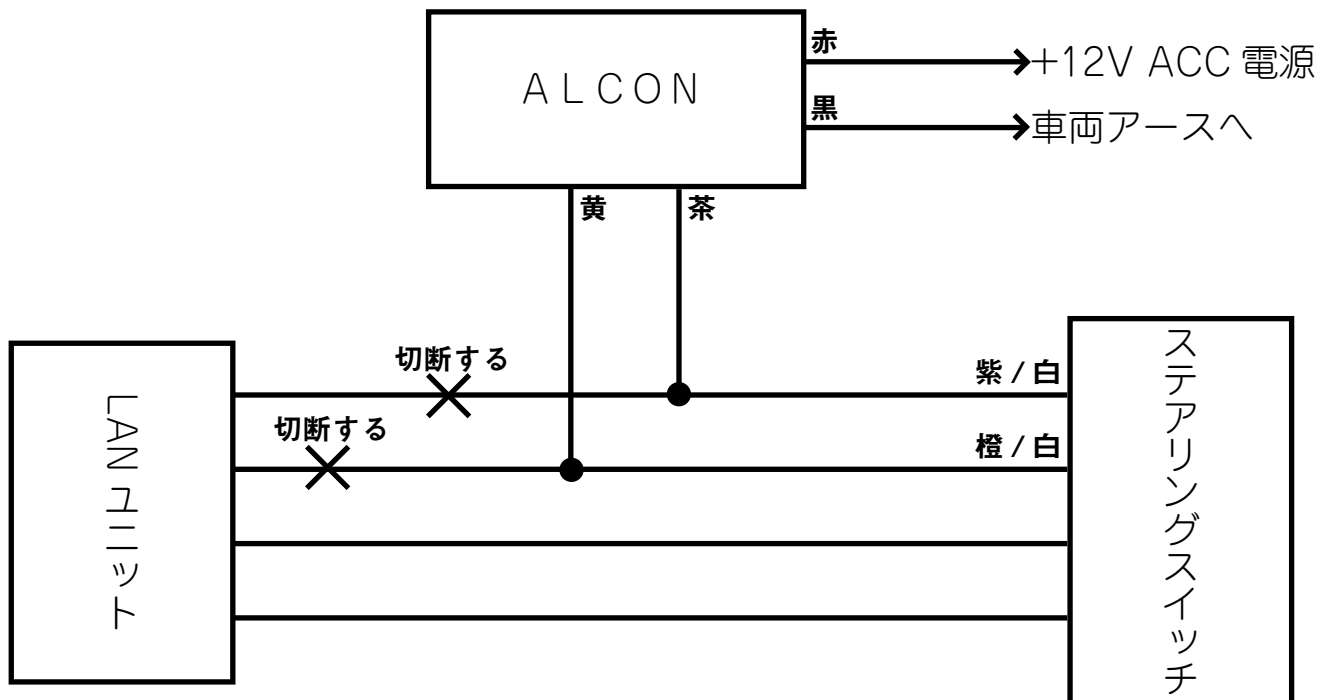 ALCON
赤
+12V ACC 電源
黒
車両アースへ
黄
茶
切断する
紫 / 白
切断する
橙 / 白
LAN ユニット
ステアリングスイッチ